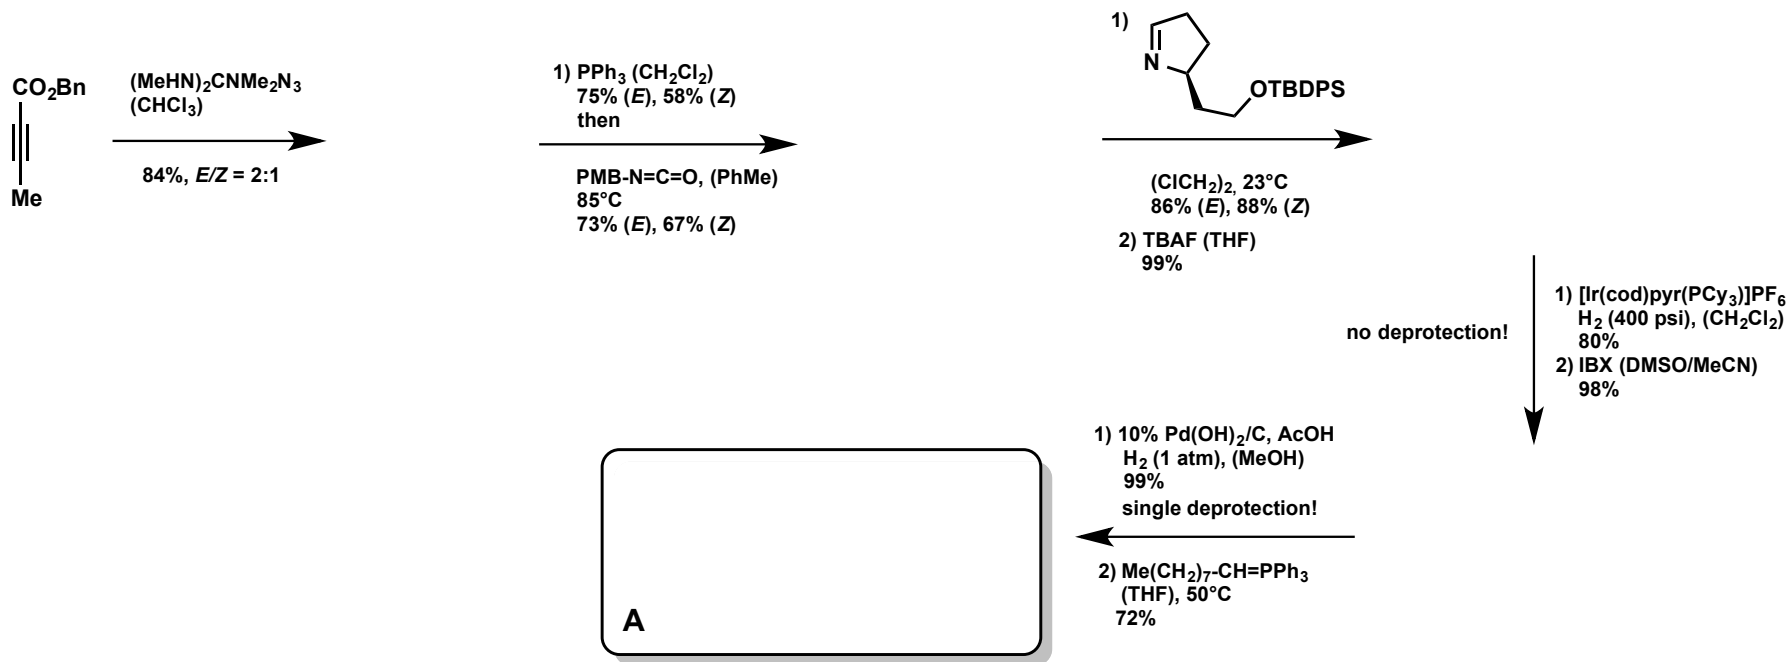 CO2Bn
Me
(MeHN)2CNMe2N3
(CHCl3)
84%, E/Z = 2:1
1) PPh3 (CH2Cl2)
75% (E), 58% (Z)
then
PMB-N=C=O, (PhMe)
85°C
73% (E), 67% (Z)
1)
N
OTBDPS
(ClCH2)2, 23°C
86% (E), 88% (Z)
2) TBAF (THF)
99%
no deprotection!
1) [Ir(cod)pyr(PCy3)]PF6
H2 (400 psi), (CH2Cl2)
80%
2) IBX (DMSO/MeCN)
98%
1) 10% Pd(OH)2/C, AcOH
H2 (1 atm), (MeOH)
99%
single deprotection!
2) Me(CH2)7-CH=PPh3
(THF), 50°C
72%
A